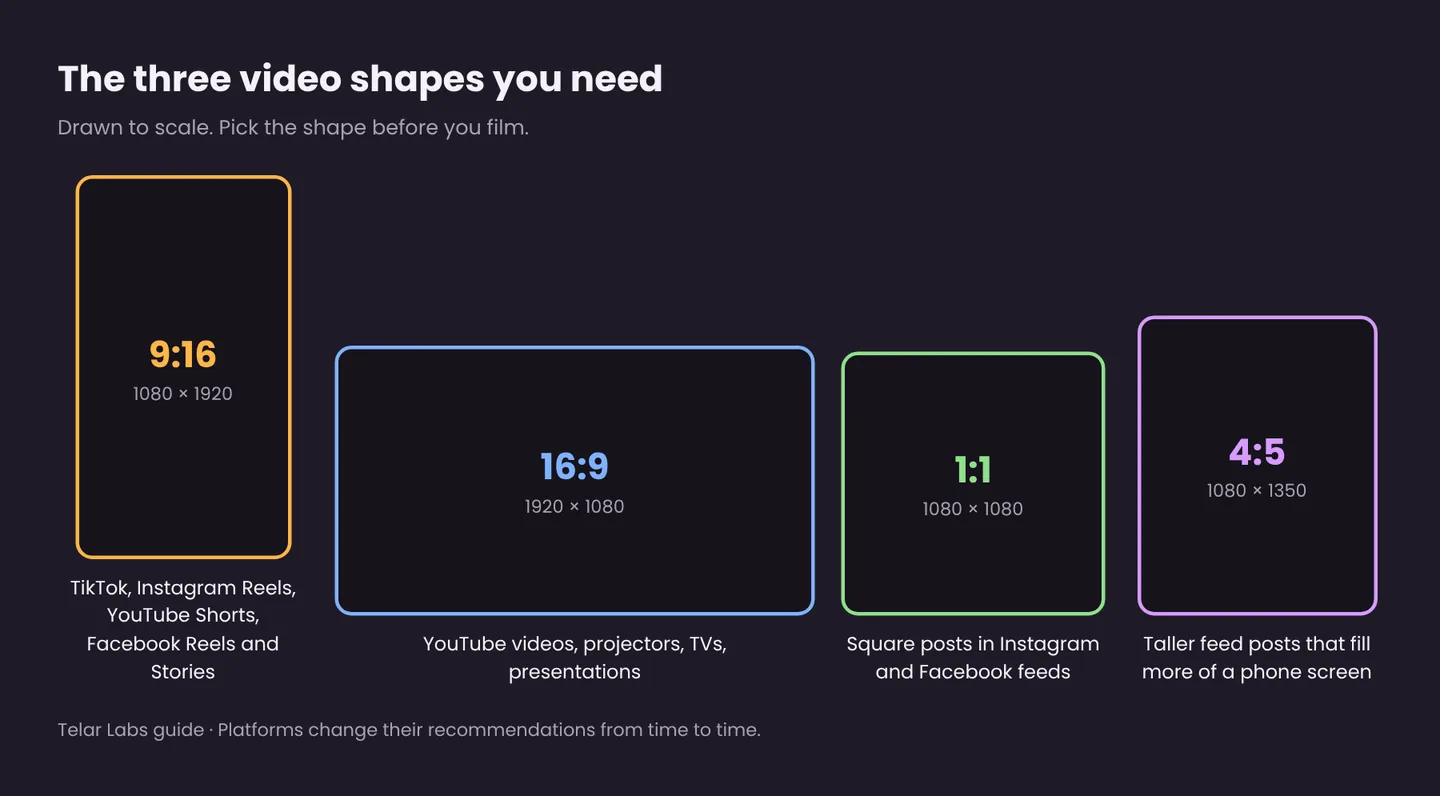 The three video shapes you need
Drawn to scale. Pick the shape before you film.
9:16
1080 × 1920
TikTok, Instagram Reels,
YouTube Shorts,
Facebook Reels and
Stories
16:9
1920 × 1080
YouTube videos, projectors, TVs,
presentations
1:1
1080 × 1080
Square posts in Instagram
and Facebook feeds
4:5
1080 × 1350
Taller feed posts that fill
more of a phone screen
Telar Labs guide · Platforms change their recommendations from time to time.